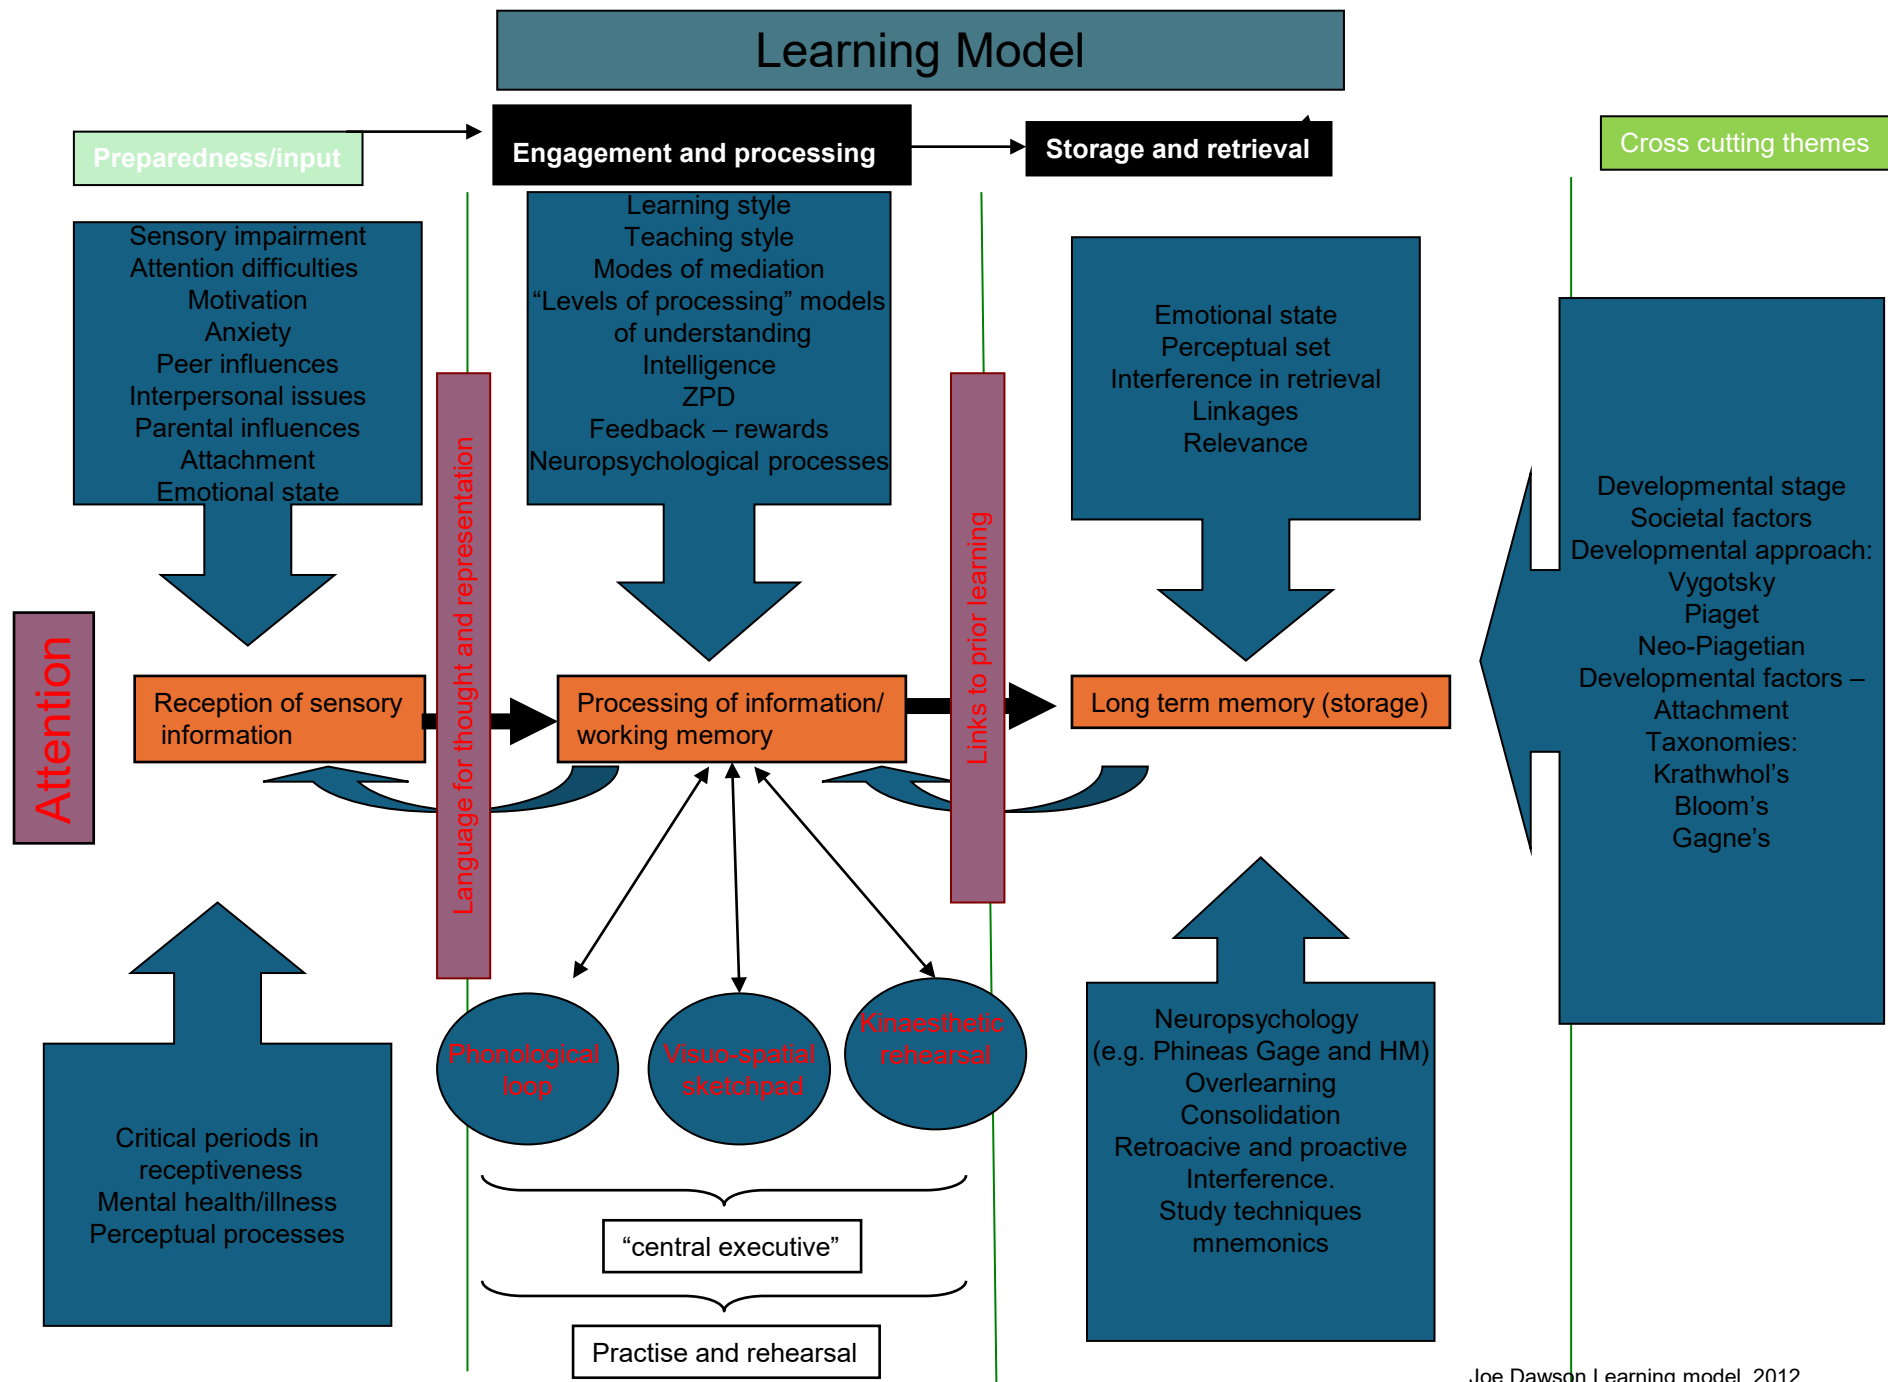 Learning Model
Preparedness/input
Engagement and processing
Storage and retrieval
Cross cutting themes
Sensory impairment
Attention difficulties
Motivation
Anxiety
Peer influences
Interpersonal issues
Parental influences
Attachment
Emotional state
Learning style
Teaching style
Modes of mediation
“Levels of processing” models
of understanding
Intelligence
ZPD
Feedback – rewards
Neuropsychological processes
Emotional state
Perceptual set
Interference in retrieval
Linkages
Relevance
Developmental stage
Societal factors
Developmental approach:
Vygotsky
Piaget
Neo-Piagetian
Developmental factors –
Attachment
Taxonomies:
Krathwhol’s
Bloom’s
Gagne’s
Attention
Reception of sensory
information
Language for thought and representation
Processing of information/
working memory
Links to prior learning
Long term memory (storage)
Phonological
loop
Visuo-spatial
sketchpad
Kinaesthetic
rehearsal
Critical periods in
receptiveness
Mental health/illness
Perceptual processes
“central executive”
Practise and rehearsal
Neuropsychology
(e.g. Phineas Gage and HM)
Overlearning
Consolidation
Retroacive and proactive
Interference.
Study techniques
mnemonics
Joe Dawson Learning model, 2012